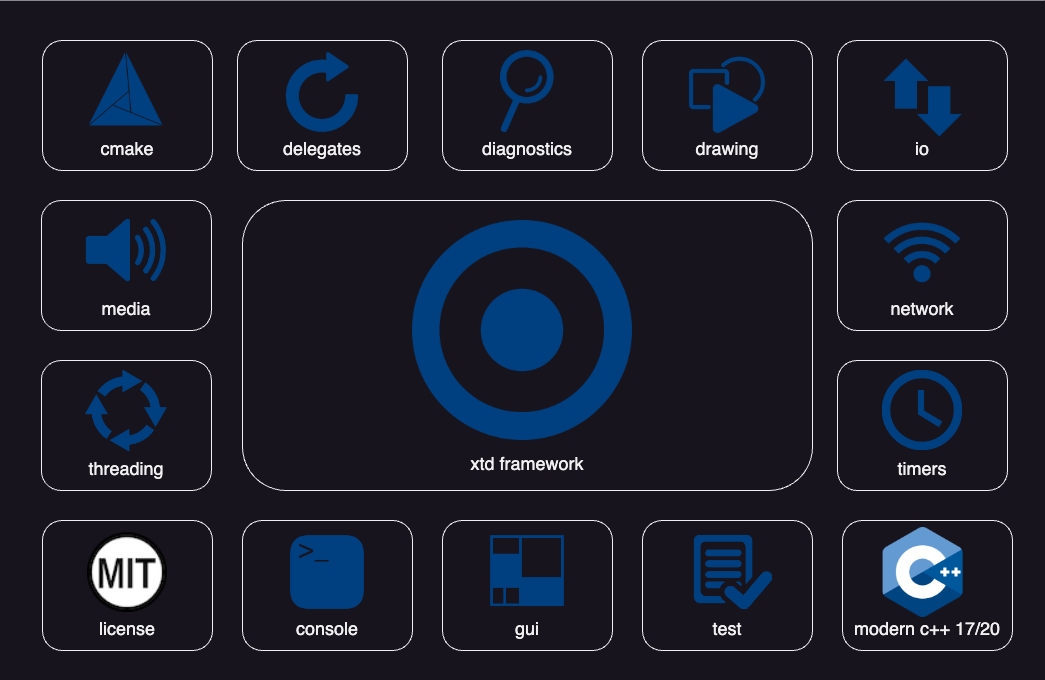 cmake
delegates
diagnostics
drawing
io
media
network
xtd framework
threading
timers
MIT
license
>_
console
gui
test
C++
modern c++ 17/20